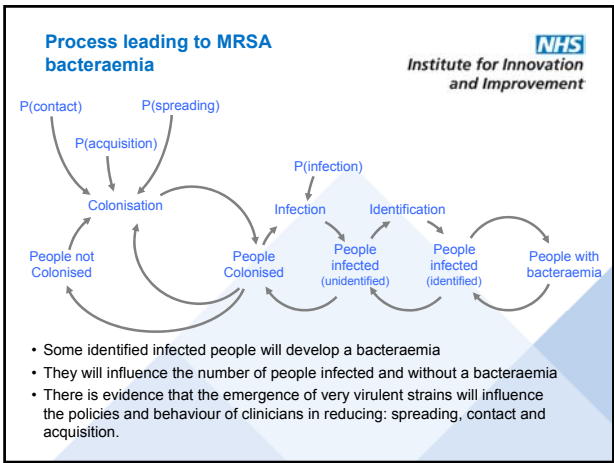 Process leading to MRSA
bacteraemia
NHS
Institute for Innovation
and Improvement
P(contact)
P(spreading)
P(acquisition)
P(infection)
Colonisation
Infection
Identification
People not
Colonised
People
Colonised
People
infected
(unidentified)
People
infected
(identified)
People with
bacteraemia
• Some identified infected people will develop a bacteraemia
• They will influence the number of people infected and without a bacteraemia
• There is evidence that the emergence of very virulent strains will influence
the policies and behaviour of clinicians in reducing: spreading, contact and
acquisition.